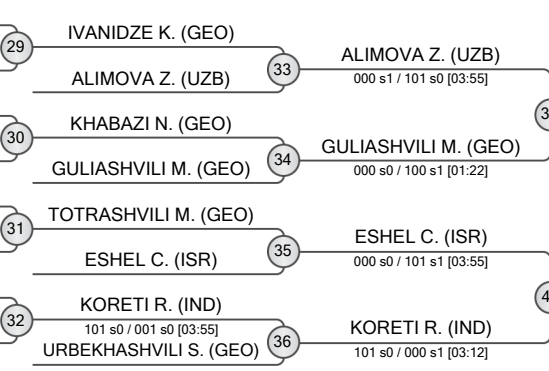 29
IVANIDZE K. (GEO)
ALIMOVA Z. (UZB)
33
ALIMOVA Z. (UZB)
000 s1 / 101 s0 [03:55]
30
KHABAZI N. (GEO)
GULIASHVILI M. (GEO)
34
GULIASHVILI M. (GEO)
000 s0 / 100 s1 [01:22]
31
TOTRASHVILI M. (GEO)
ESHEL C. (ISR)
35
ESHEL C. (ISR)
000 s0 / 101 s1 [03:55]
32
KORETI R. (IND)
101 s0 / 001 s0 [03:55]
URBEKHASHVILI S. (GEO)
36
KORETI R. (IND)
101 s0 / 000 s1 [03:12]